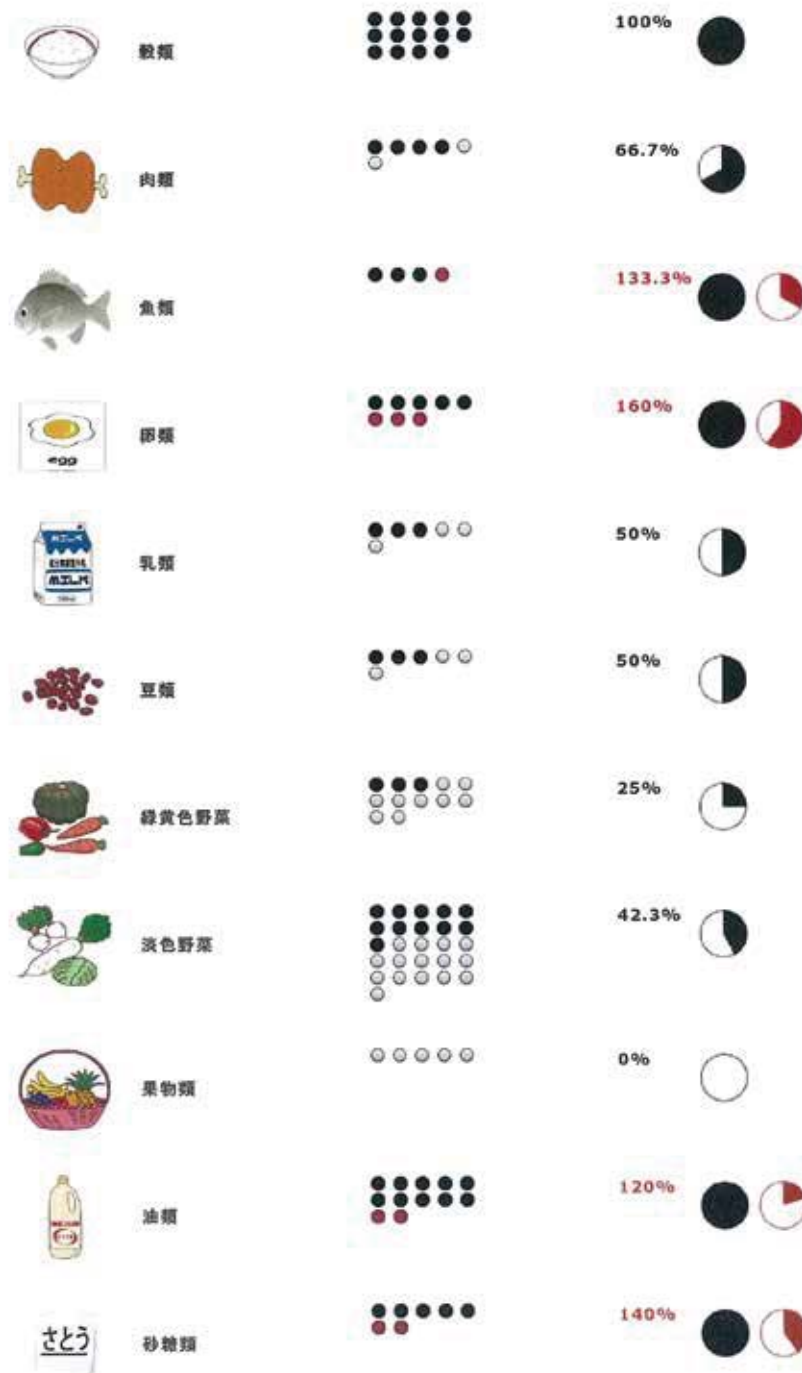 穀類
100%
肉類
66.7%
魚類
133.3%
卵類
160%
egg
乳類
50%
MILK
豆類
50%
緑黄色野菜
25%
淡色野菜
42.3%
果物類
0%
油類
120%
さとう
砂糖類
140%